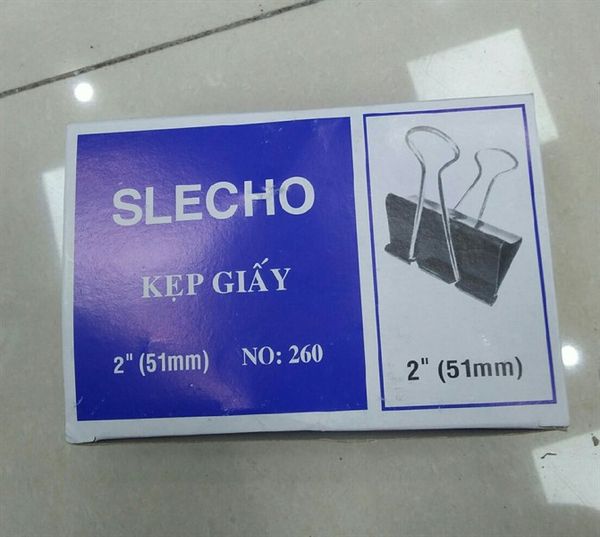 SLECHO
KẸP GIẤY
2" (51mm) NO: 260
2" (51mm)